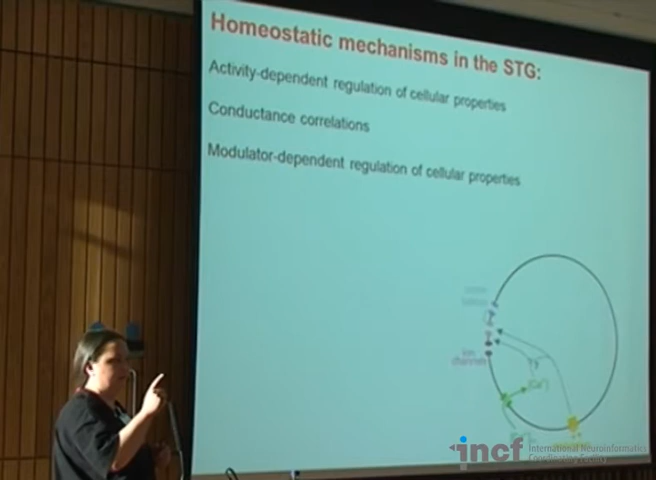 Homeostatic mechanisms in the STG:
Activity-dependent regulation of cellular properties
Conductance correlations
Modulator-dependent regulation of cellular properties
ion
channels
incf
International Neuroinformatics
Coordinating Facility